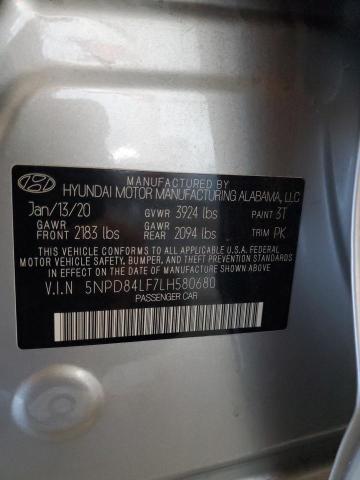 MANUFACTURED BY
HYUNDAI MOTOR MANUFACTURING ALABAMA, LLC
Jan/13/20 GVWR 3924 lbs PAINT 3T
GAWR FRONT 2183 lbs GAWR REAR 2094 lbs TRIM PK
THIS VEHICLE CONFORMS TO ALL APPLICABLE U.S.A. FEDERAL
MOTOR VEHICLE SAFETY, BUMPER, AND THEFT PREVENTION
STANDARDS IN EFFECT ON THE DATE OF MANUFACTURE
SHOWN ABOVE.
V.I.N 5NPD84LF7LH580680
PASSENGER CAR